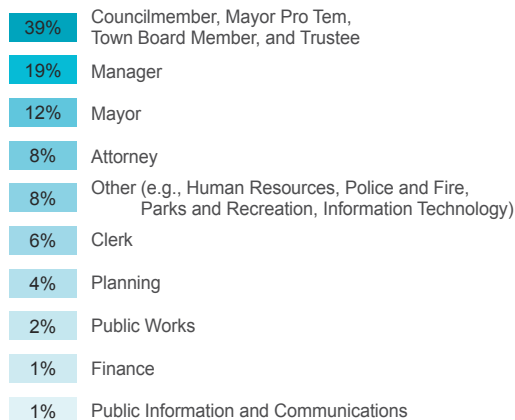 39% Councilmember, Mayor Pro Tem,
Town Board Member, and Trustee
19% Manager
12% Mayor
8% Attorney
8% Other (e.g., Human Resources, Police and Fire,
Parks and Recreation, Information Technology)
6% Clerk
4% Planning
2% Public Works
1% Finance
1% Public Information and Communications